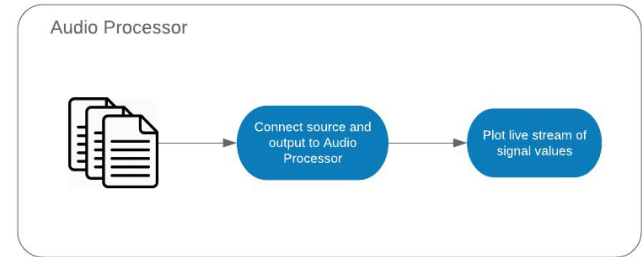 Audio Processor
Connect source and
output to Audio
Processor
Plot live stream of
signal values